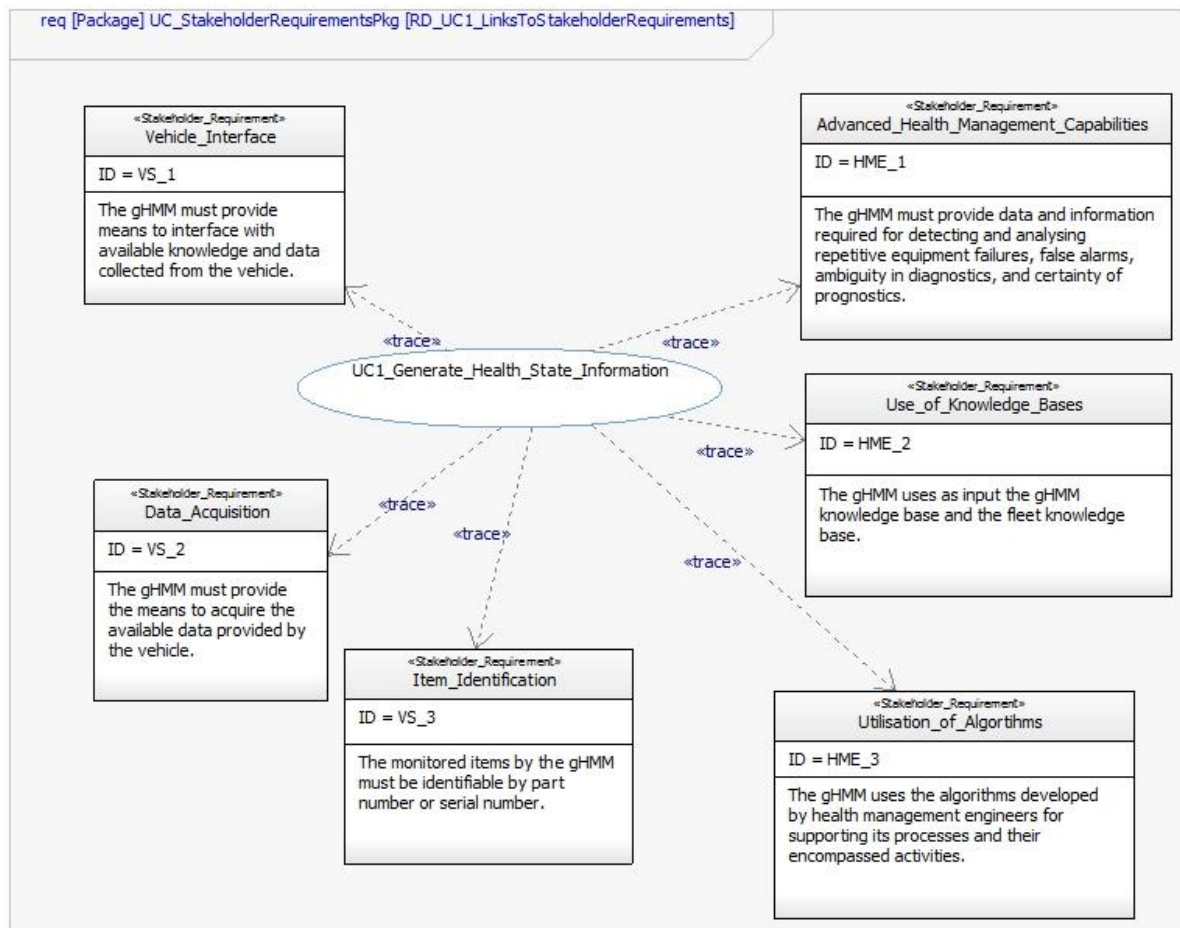 req [Package] UC_StakeholderRequirementsPkg [RD_UC1_LinksToStakeholderRequirements]
«Stakeholder_Requirement»
Vehicle_Interface
ID = VS_1
The gHMM must provide
means to interface with
available knowledge and data
collected from the vehicle.
«Stakeholder_Requirement»
Advanced_Health_Management_Capabilities
ID = HME_1
The gHMM must provide data and information
required for detecting and analysing
repetitive equipment failures, false alarms,
ambiguity in diagnostics, and certainty of
prognostics.
«trace»
«trace»
UC1_Generate_Health_State_Information
«Stakeholder_Requirement»
Use_of_Knowledge_Bases
ID = HME_2
The gHMM uses as input the gHMM
knowledge base and the fleet knowledge
base.
«trace»
«trace»
«trace»
«trace»
«Stakeholder_Requirement»
Data_Acquisition
ID = VS_2
The gHMM must provide
the means to acquire the
available data provided by
the vehicle.
«Stakeholder_Requirement»
Item_Identification
ID = VS_3
The monitored items by the gHMM
must be identifiable by part
number or serial number.
«Stakeholder_Requirement»
Utilisation_of_Algortihms
ID = HME_3
The gHMM uses the algorithms developed
by health management engineers for
supporting its processes and their
encompassed activities.